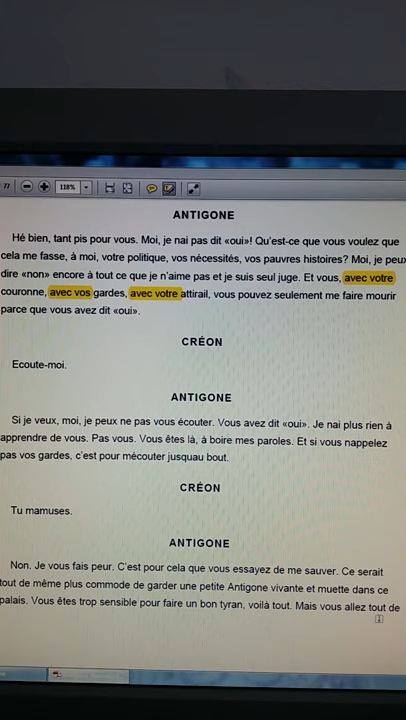 77
118%
ANTIGONE
Hé bien, tant pis pour vous. Moi, je nai pas dit «oui»! Qu'est-ce que vous voulez que
cela me fasse, à moi, votre politique, vos nécessités, vos pauvres histoires? Moi, je peux
dire «non» encore à tout ce que je n'aime pas et je suis seul juge. Et vous, avec votre
couronne, avec vos gardes, avec votre attirail, vous pouvez seulement me faire mourir
parce que vous avez dit «oui».
CRÉON
Ecoute-moi.
ANTIGONE
Si je veux, moi, je peux ne pas vous écouter. Vous avez dit «oui». Je nai plus rien à
apprendre de vous. Pas vous. Vous êtes là, à boire mes paroles. Et si vous nappelez
pas vos gardes, c'est pour mécouter jusquau bout.
CRÉON
Tu mamuses.
ANTIGONE
Non. Je vous fais peur. C'est pour cela que vous essayez de me sauver. Ce serait
tout de même plus commode de garder une petite Antigone vivante et muette dans ce
palais. Vous êtes trop sensible pour faire un bon tyran, voilà tout. Mais vous allez tout de